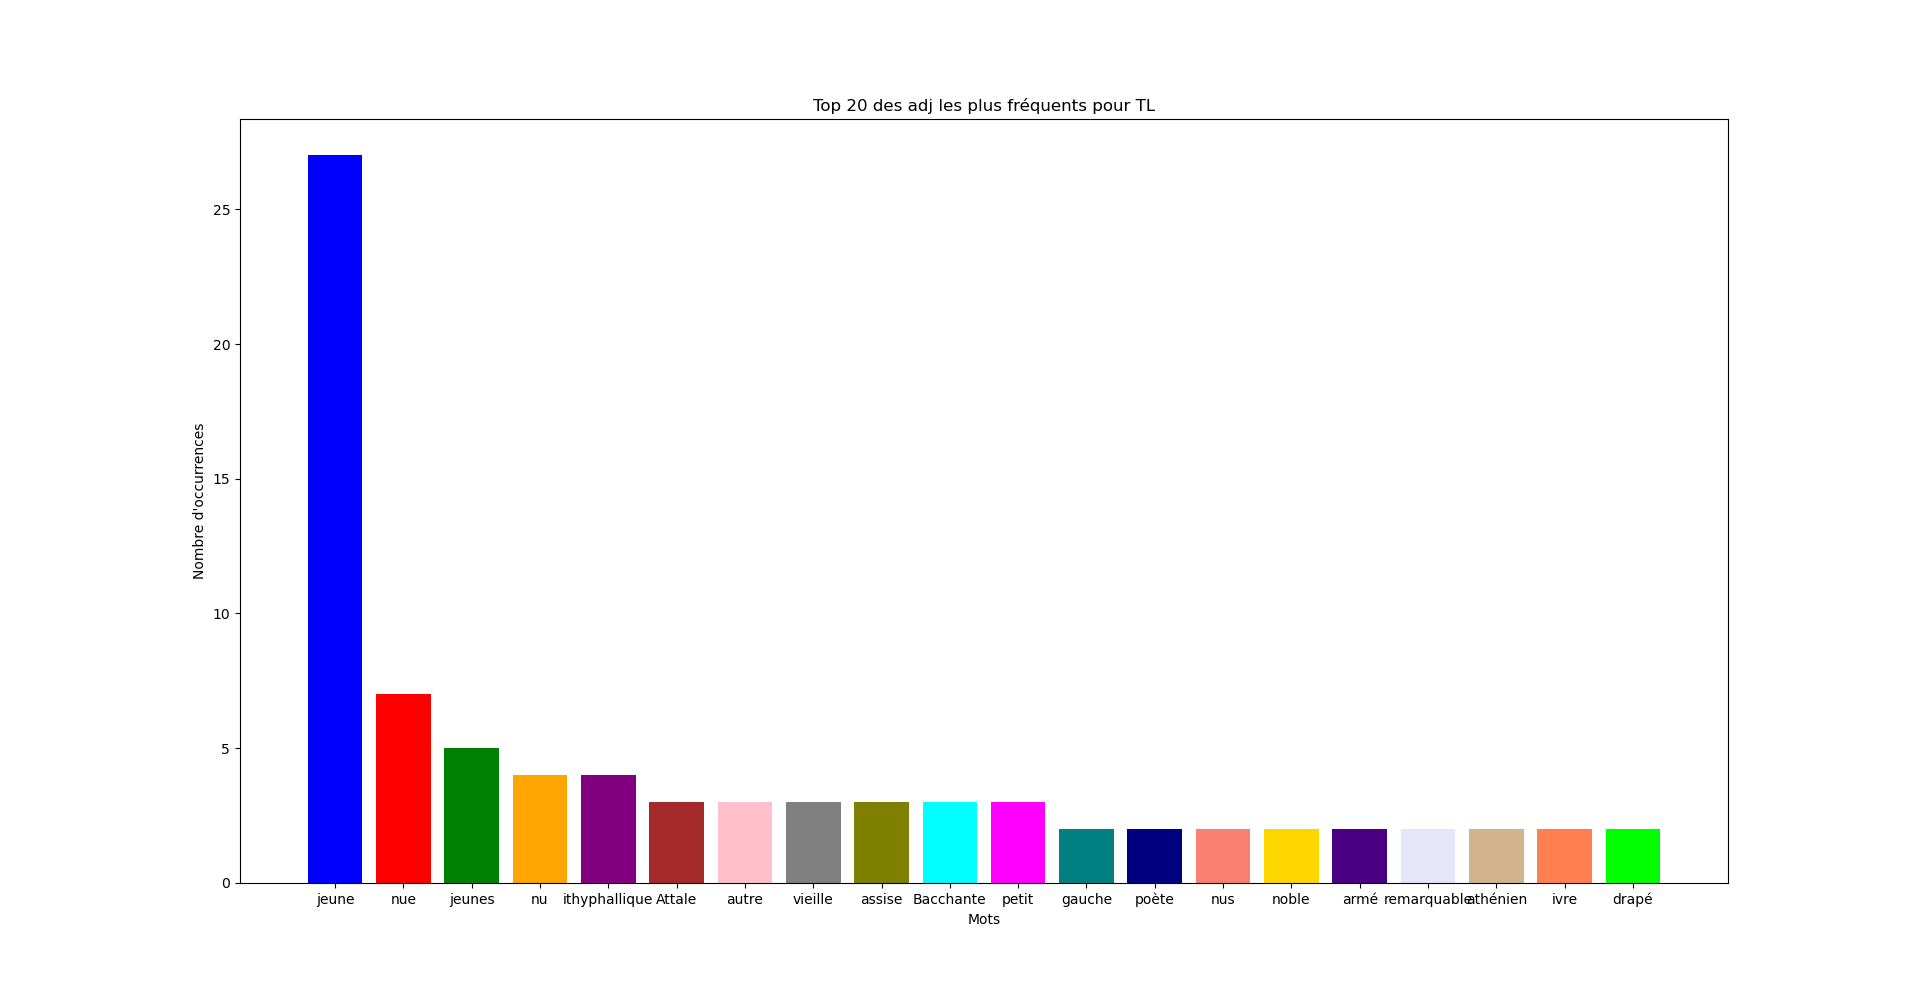 Top 20 des adj les plus fréquents pour TL
25
20
15
10
5
0
Nombre d'occurrences
jeune nue jeunes nu ithyphallique Attale autre vieille assise Bacchante petit gauche poète nus noble armé remarquable athénien ivre drapé
Mots